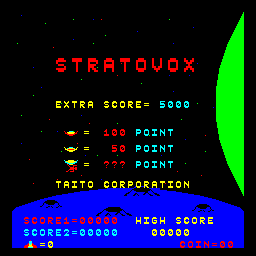 STRATOVOX
EXTRA SCORE= 5000
= 100 POINT
= 50 POINT
= ??? POINT
TAITO CORPORATION
SCORE1=00000 HIGH SCORE
SCORE2=00000 00000
=0 COIN=00